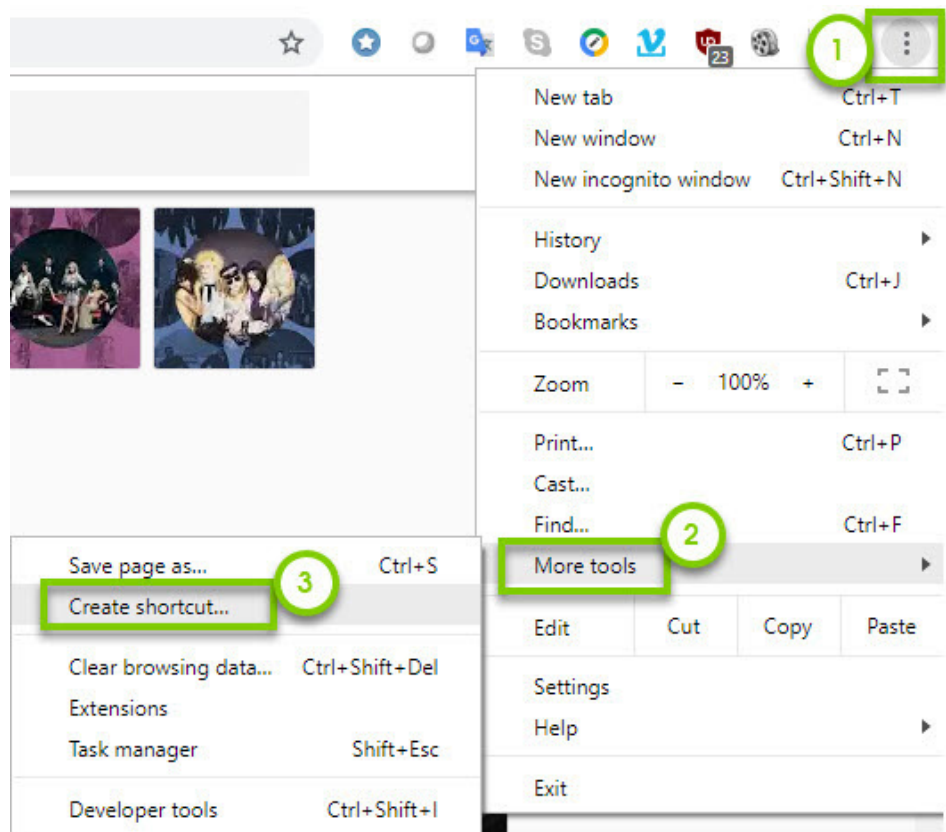 23
1
New tab Ctrl+T
New window Ctrl+N
New incognito window Ctrl+Shift+N
History
Downloads Ctrl+J
Bookmarks
Zoom - 100% +
Print... Ctrl+P
Cast...
Find... Ctrl+F
2
More tools
Edit Cut Copy Paste
Settings
Help
Exit
Save page as... Ctrl+S
3
Create shortcut...
Clear browsing data... Ctrl+Shift+Del
Extensions
Task manager Shift+Esc
Developer tools Ctrl+Shift+I